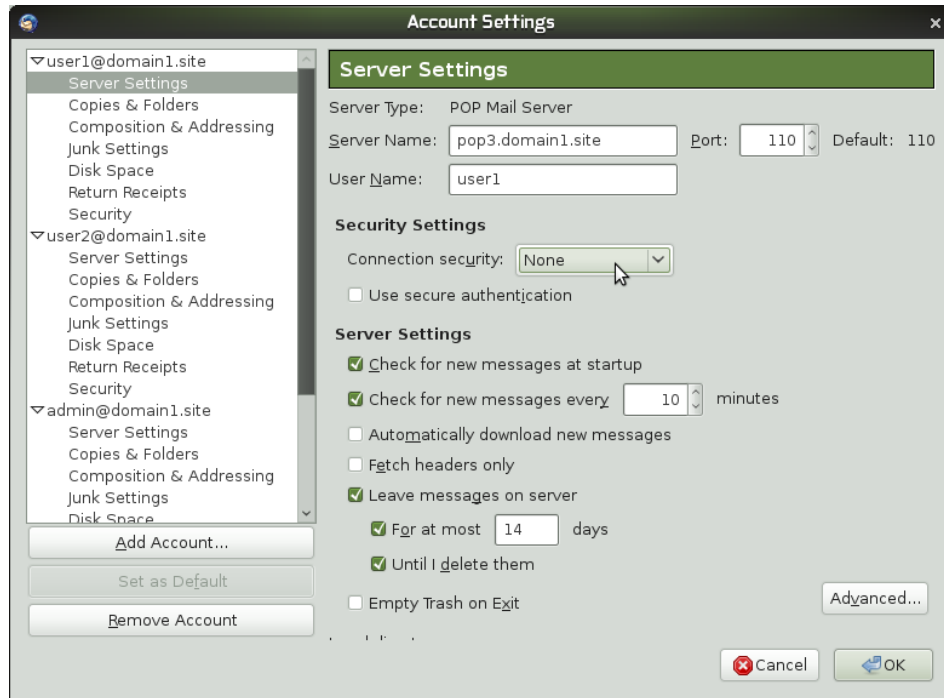 Account Settings
user1@domain1.site
Server Settings
Copies & Folders
Composition & Addressing
Junk Settings
Disk Space
Return Receipts
Security
user2@domain1.site
Server Settings
Copies & Folders
Composition & Addressing
Junk Settings
Disk Space
Return Receipts
Security
admin@domain1.site
Server Settings
Copies & Folders
Composition & Addressing
Junk Settings
Disk Space
Add Account...
Set as Default
Remove Account
Server Settings
Server Type: POP Mail Server
Server Name: pop3.domain1.site Port: 110 Default: 110
User Name: user1
Security Settings
Connection security: None
Use secure authentication
Server Settings
Check for new messages at startup
Check for new messages every 10 minutes
Automatically download new messages
Fetch headers only
Leave messages on server
For at most 14 days
Until I delete them
Empty Trash on Exit
Advanced...
Cancel OK